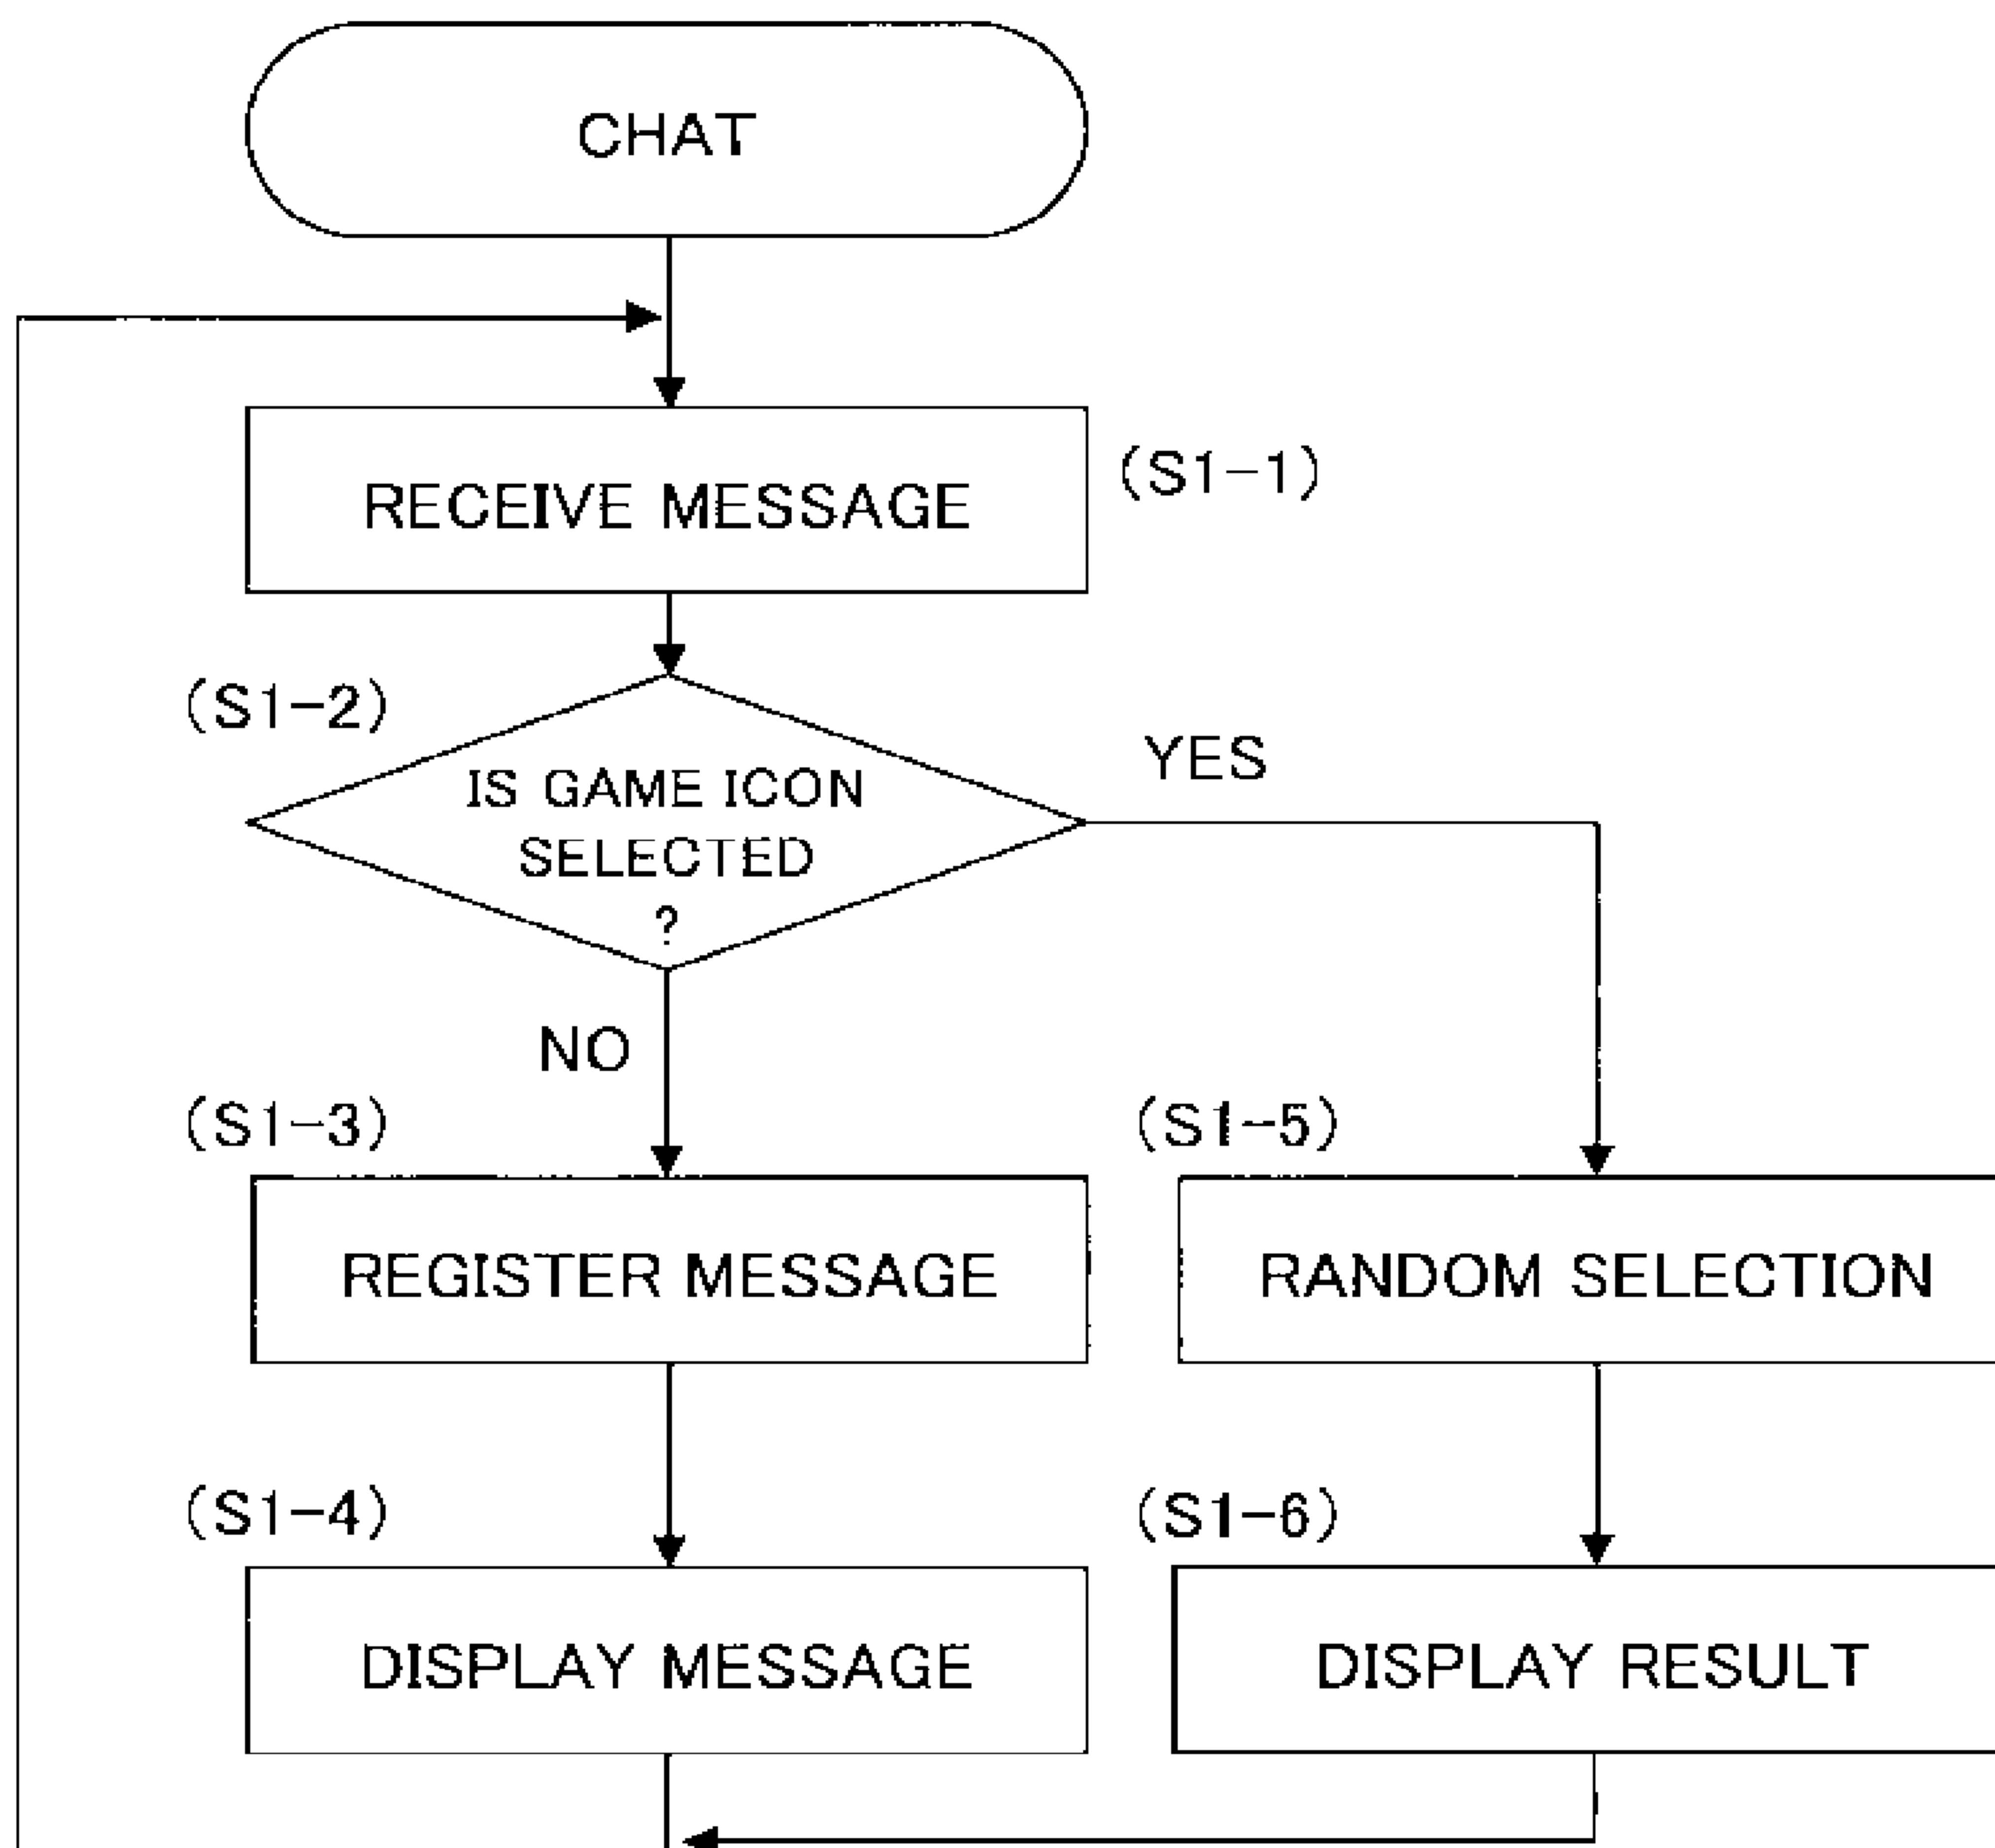 CHAT
RECEIVE MESSAGE
(S1-1)
(S1-2)
IS GAME ICON
SELECTED
?
YES
NO
(S1-3)
REGISTER MESSAGE
(S1-5)
RANDOM SELECTION
(S1-4)
DISPLAY MESSAGE
(S1-6)
DISPLAY RESULT